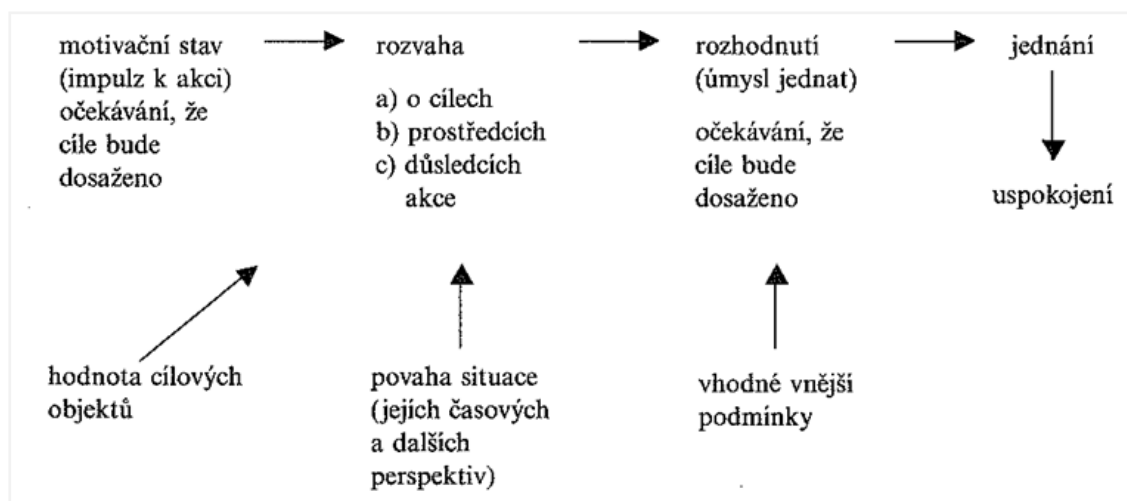 motivační stav
(impulz k akci)
očekávání, že
cíle bude
dosaženo
rozvaha
a) o cílech
b) prostředcích
c) důsledcích
akce
rozhodnutí
(úmysl jednat)
očekávání, že
cíle bude
dosaženo
jednání
uspokojení
hodnota cílových
objektů
povaha situace
(jejích časových
a dalších
perspektiv)
vhodné vnější
podmínky